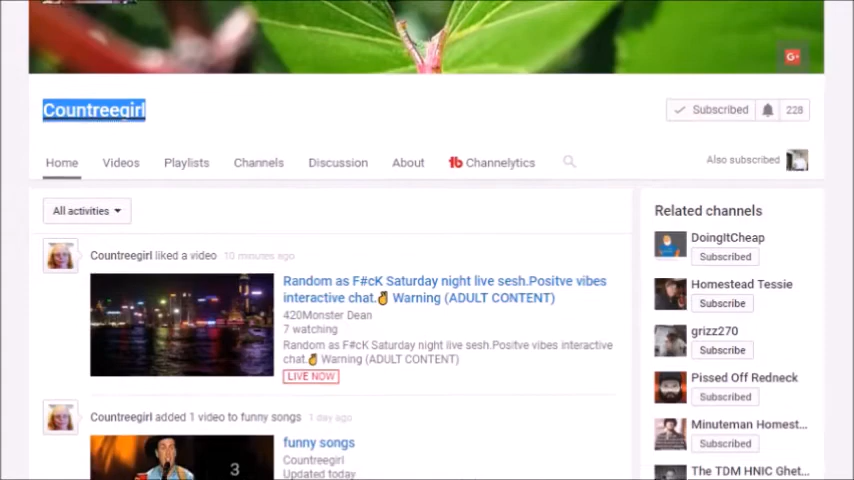 G+
Countreegirl
Subscribed 228
Home Videos Playlists Channels Discussion About tb Channelytics
Also subscribed
All activities
Related channels
Countreegirl liked a video 10 minutes ago
Random as F#cK Saturday night live sesh.Positve vibes
interactive chat.✌ Warning (ADULT CONTENT)
420Monster Dean
7 watching
Random as F#cK Saturday night live sesh.Positve vibes interactive
chat.✌ Warning (ADULT CONTENT)
LIVE NOW
Countreegirl added 1 video to funny songs 1 day ago
3
funny songs
Countreegirl
Updated today
DoingItCheap
Subscribed
Homestead Tessie
Subscribe
grizz270
Subscribe
Pissed Off Redneck
Subscribed
Minuteman Homest...
Subscribed
The TDM HNIC Ghet...